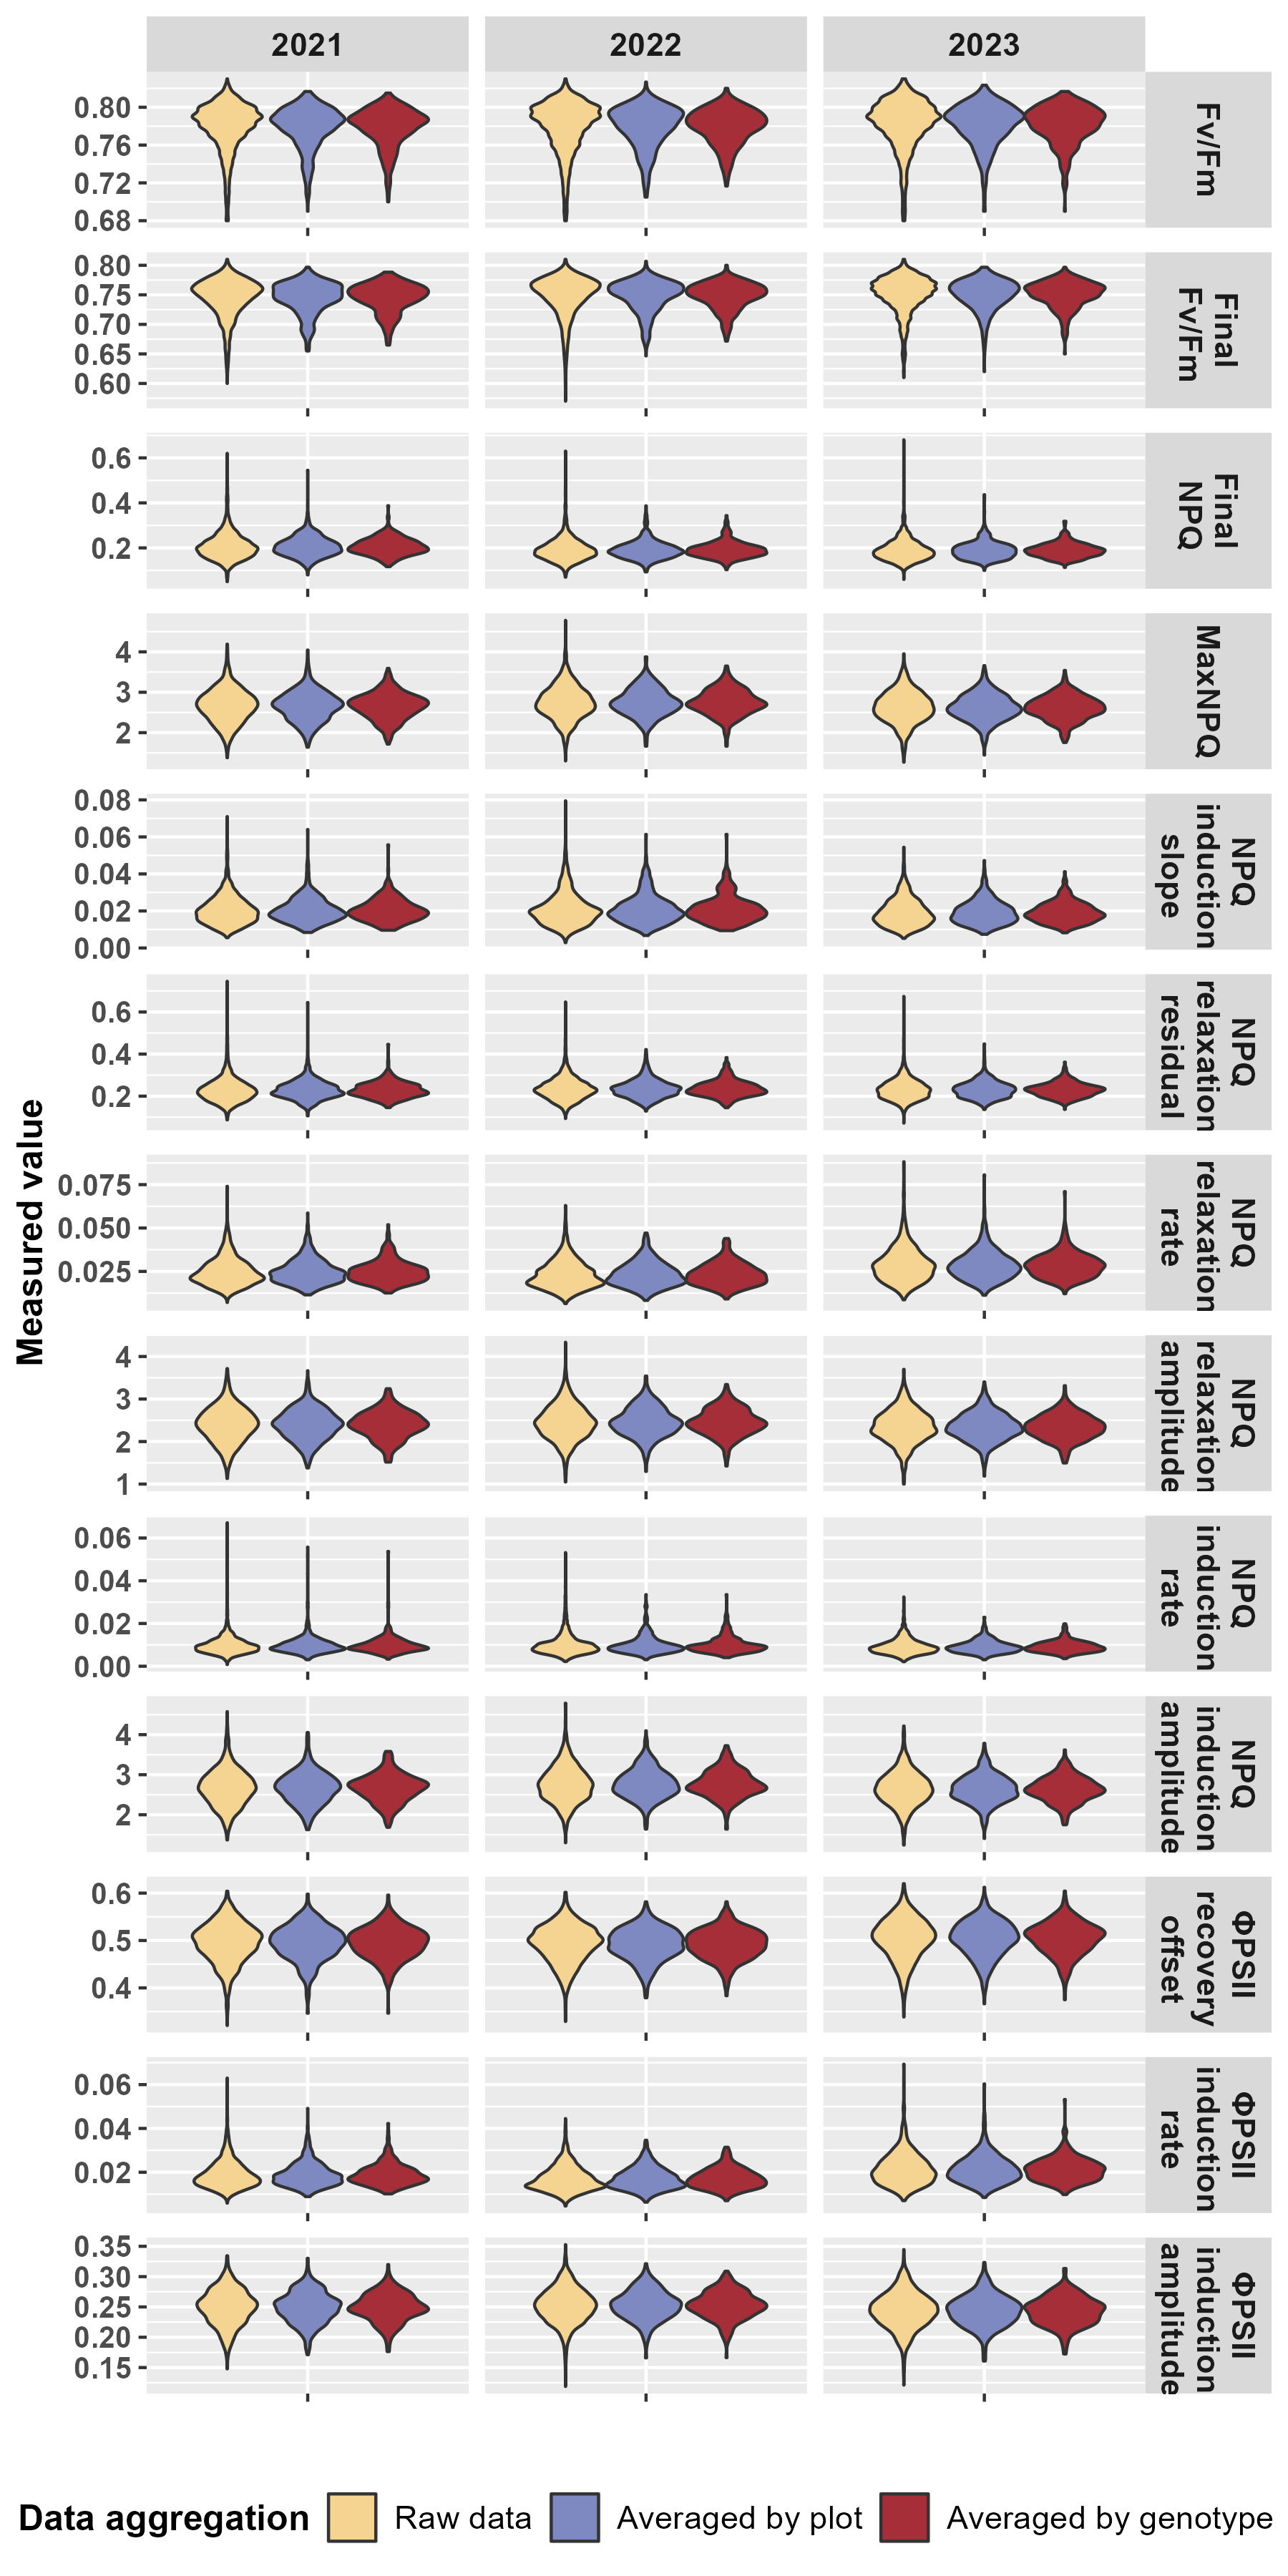 2021
2022
2023
Measured value
0.80
0.76
0.72
0.68
Fv/Fm
0.80
0.75
0.70
0.65
0.60
Final
Fv/Fm
0.6
0.4
0.2
Final
NPQ
4
3
2
MaxNPQ
0.08
0.06
0.04
0.02
0.00
NPQ
induction
slope
0.6
0.4
0.2
NPQ
relaxation
residual
0.075
0.050
0.025
NPQ
relaxation
rate
4
3
2
1
NPQ
relaxation
amplitude
0.06
0.04
0.02
0.00
NPQ
induction
rate
4
3
2
NPQ
induction
amplitude
0.6
0.5
0.4
ΦPSII
recovery
offset
0.06
0.04
0.02
ΦPSII
induction
rate
0.35
0.30
0.25
0.20
0.15
ΦPSII
induction
amplitude
Data aggregation
Raw data
Averaged by plot
Averaged by genotype